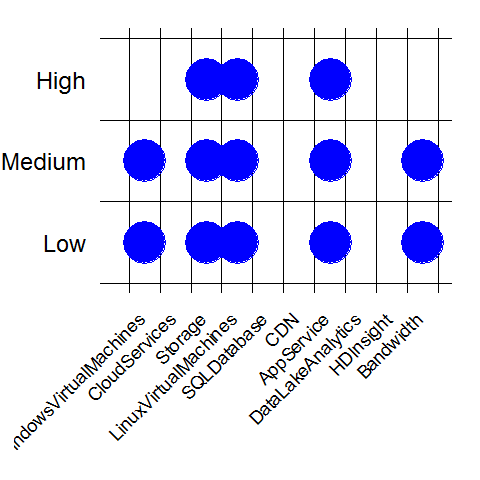 High
Medium
Low
ndowsVirtualMachines
CloudServices
Storage
LinuxVirtualMachines
SQLDatabase
CDN
AppService
DataLakeAnalytics
HDInsight
Bandwidth